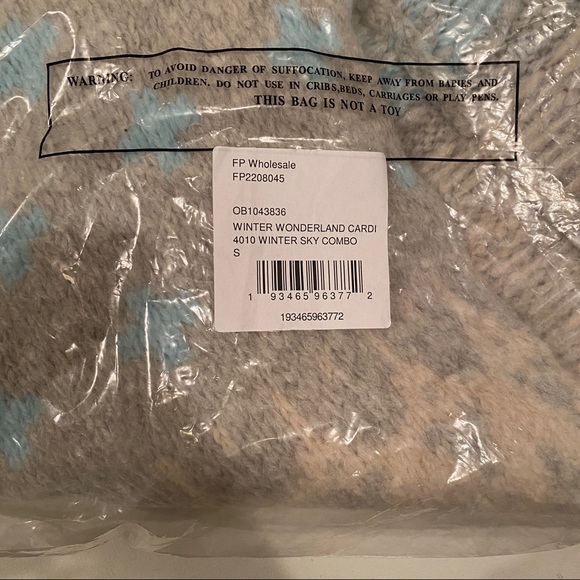 WARNING: TO AVOID DANGER OF SUFFOCATION, KEEP AWAY FROM BABIES AND
CHILDREN. DO NOT USE IN CRIBS,BEDS, CARRIAGES OR PLAY PENS.
THIS BAG IS NOT A TOY
FP Wholesale
FP2208045
OB1043836
WINTER WONDERLAND CARDI
4010 WINTER SKY COMBO
S
1 93465 96377 2
193465963772